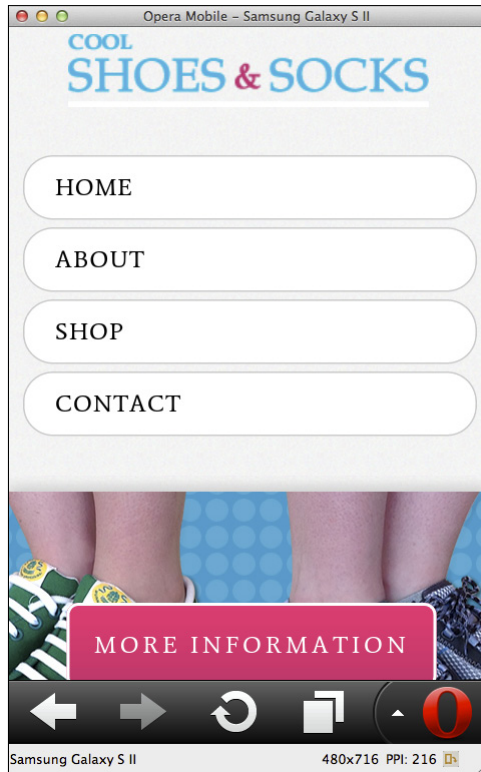 Opera Mobile – Samsung Galaxy S II
COOL
SHOES & SOCKS
HOME
ABOUT
SHOP
CONTACT
MORE INFORMATION
Samsung Galaxy S II 480x716 PPI: 216